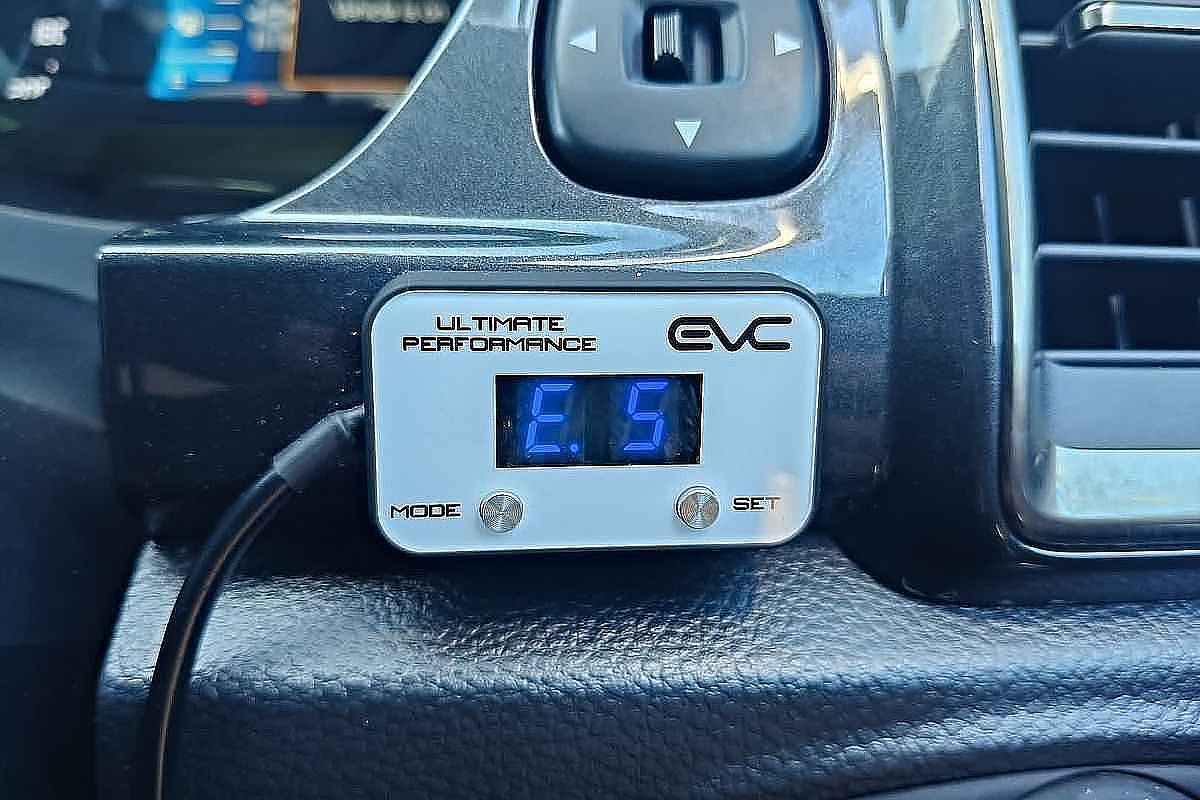 ULTIMATE
PERFORMANCE
EVC
E. 5
MODE
SET